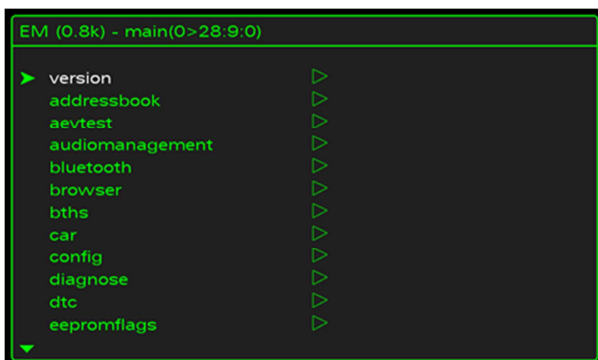 EM (0.8k) - main(0>28:9:0)
version
addressbook
aevtest
audiomanagement
bluetooth
browser
bths
car
config
diagnose
dtc
eepromflags